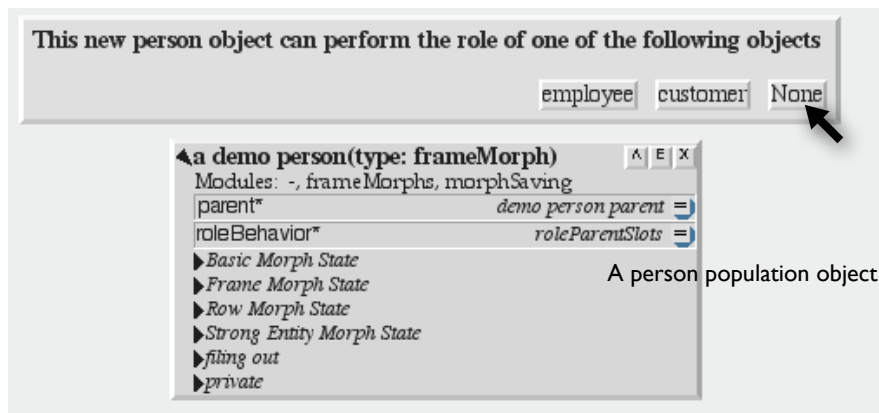 This new person object can perform the role of one of the following objects
employee customer None
a demo person(type: frameMorph) ʌ E X
Modules: -, frameMorphs, morphSaving
parent* demo person parent =
roleBehavior* roleParentSlots =
Basic Morph State
Frame Morph State
A person population object
Row Morph State
Strong Entity Morph State
filing out
private